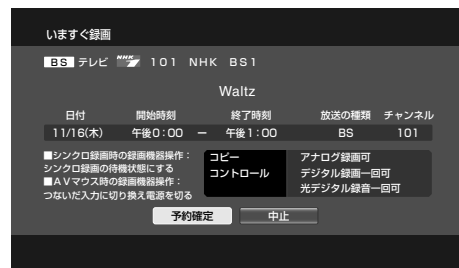 いますぐ録画
BS テレビ NHK 101 NHK BS1
Waltz
日付 開始時刻 終了時刻 放送の種類 チャンネル
11/16(木) 午後0:00 － 午後1:00 BS 101
■シンクロ録画時の録画機器操作：
シンクロ録画の待機状態にする
■AVマウス時の録画機器操作：
つないだ入力に切り換え電源を切る
コピー
コントロール
アナログ録画可
デジタル録画一回可
光デジタル録音一回可
予約確定 中止